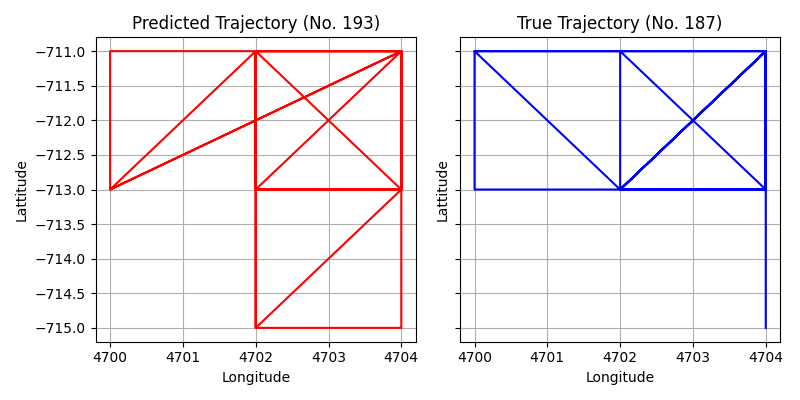 Predicted Trajectory (No. 193)
Lattitude
−711.0
−711.5
−712.0
−712.5
−713.0
−713.5
−714.0
−714.5
−715.0
4700 4701 4702 4703 4704
Longitude
True Trajectory (No. 187)
Lattitude
4700 4701 4702 4703 4704
Longitude